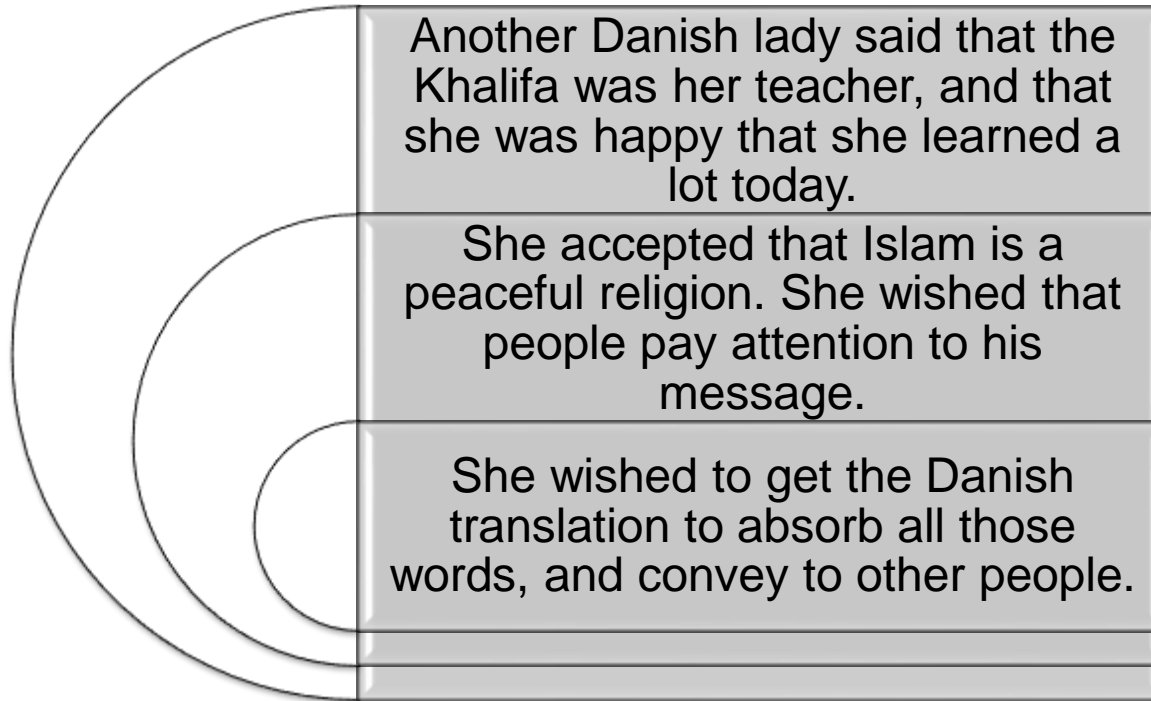 Another Danish lady said that the
Khalifa was her teacher, and that
she was happy that she learned a
lot today.
She accepted that Islam is a
peaceful religion. She wished that
people pay attention to his
message.
She wished to get the Danish
translation to absorb all those
words, and convey to other people.